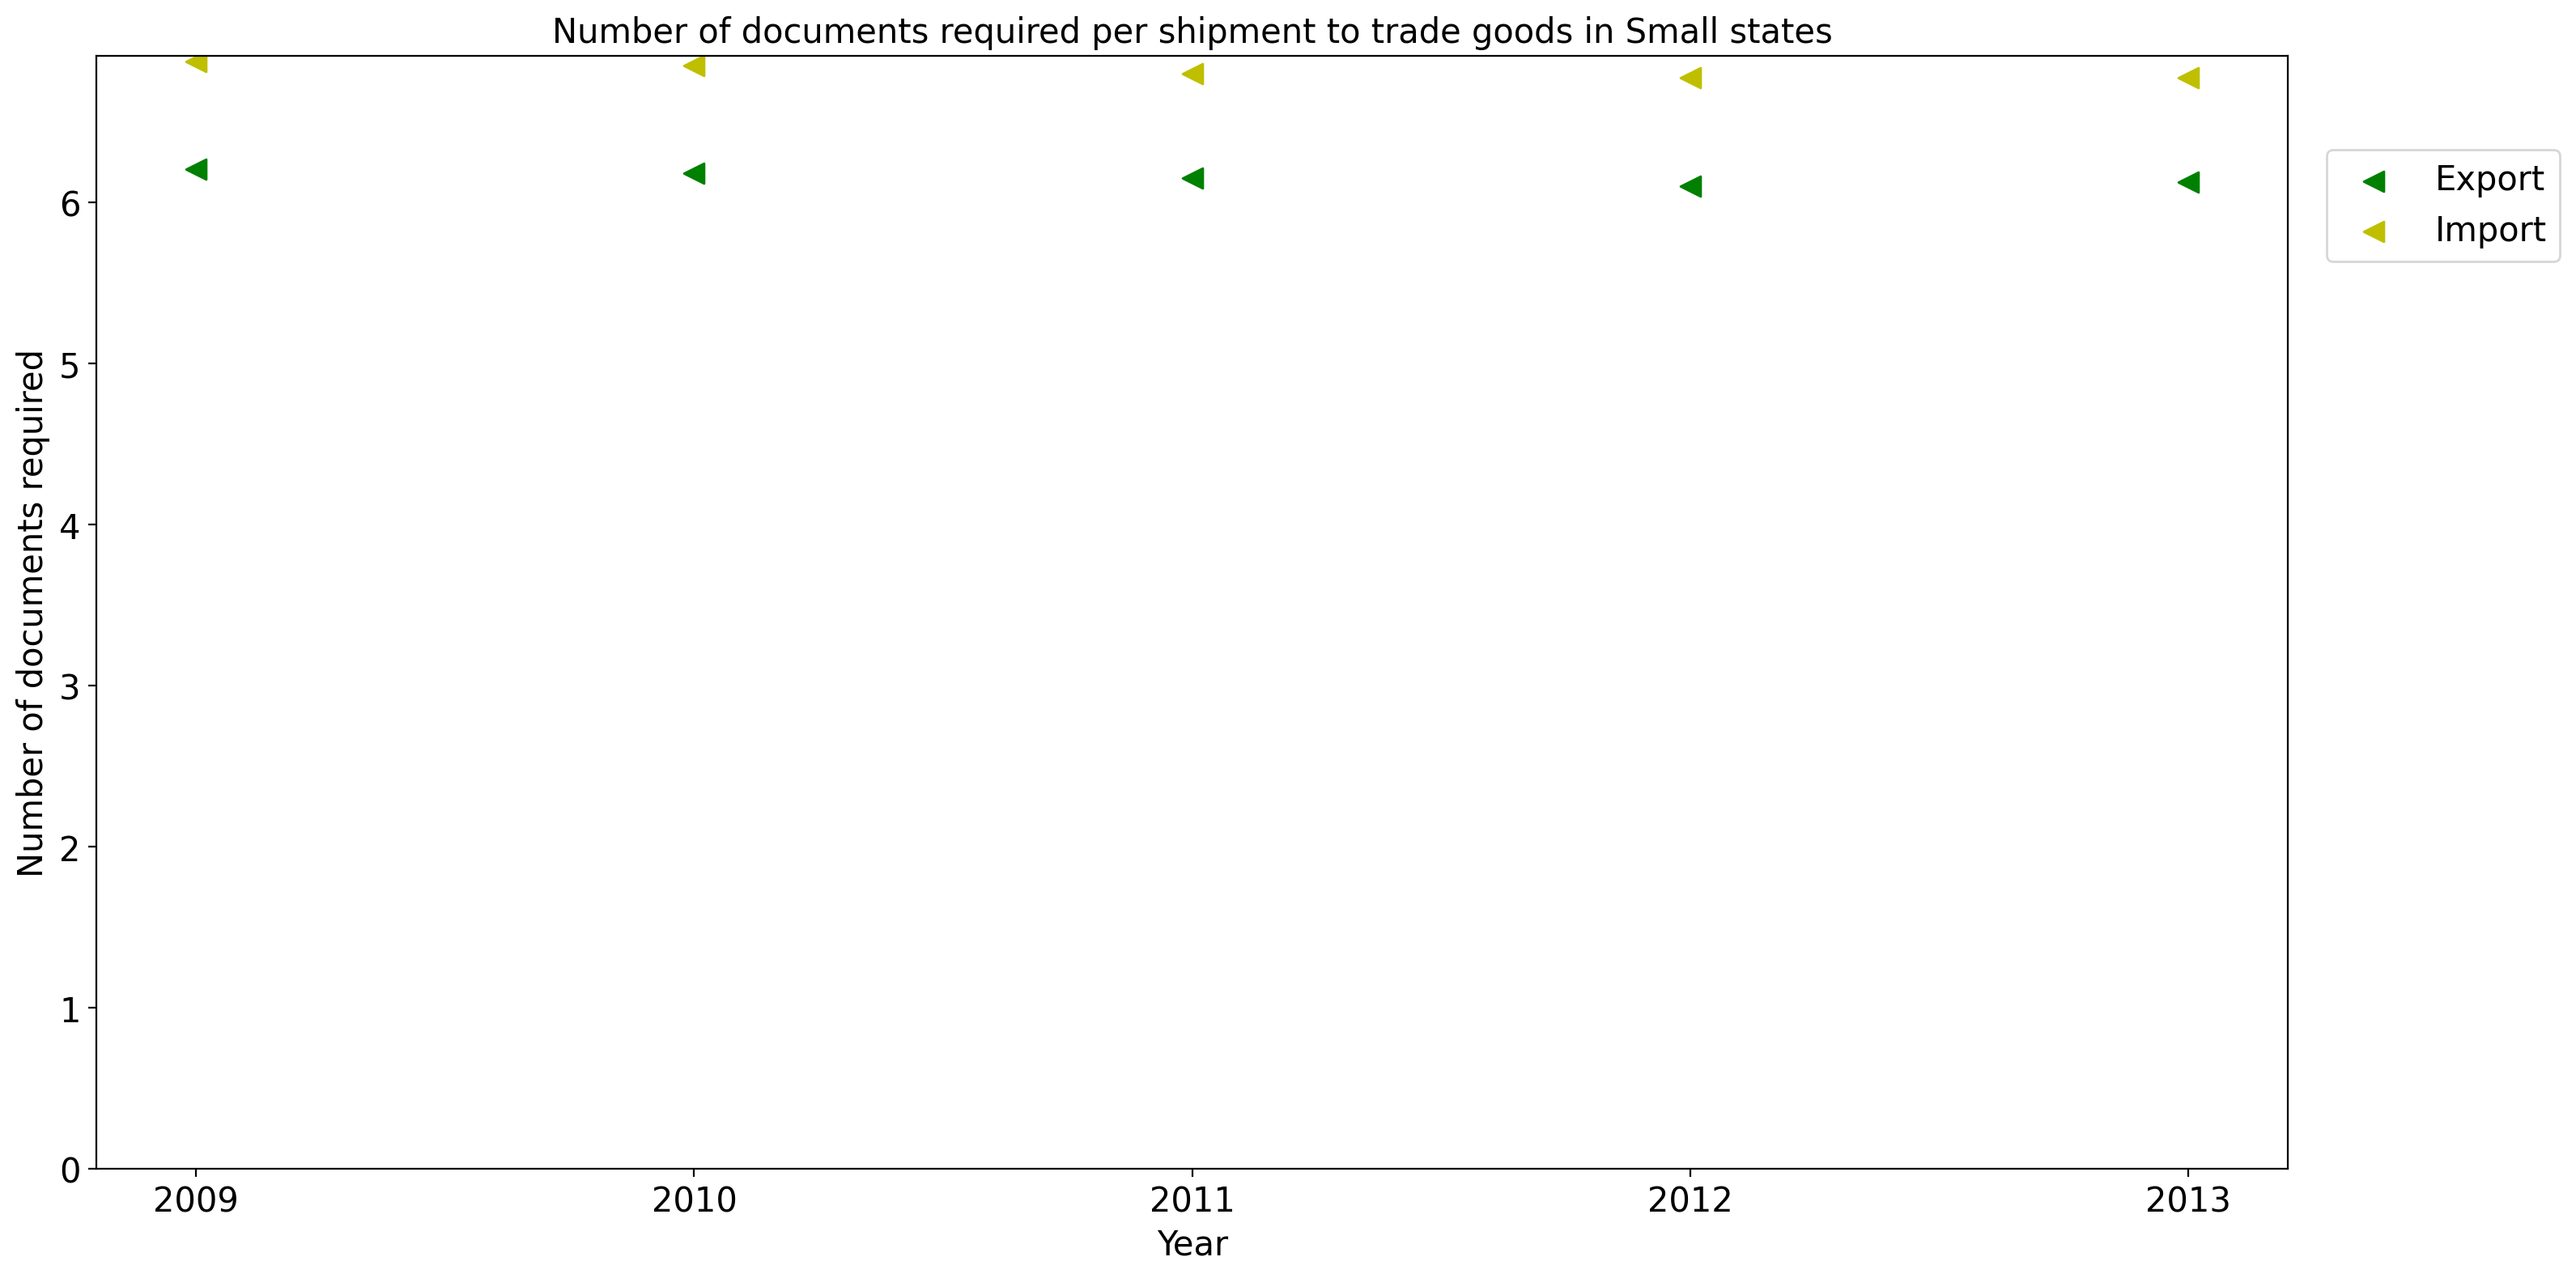 Number of documents required per shipment to trade goods in Small states
Number of documents required
6
5
4
3
2
1
0
2009 2010 2011 2012 2013
Year
Export
Import